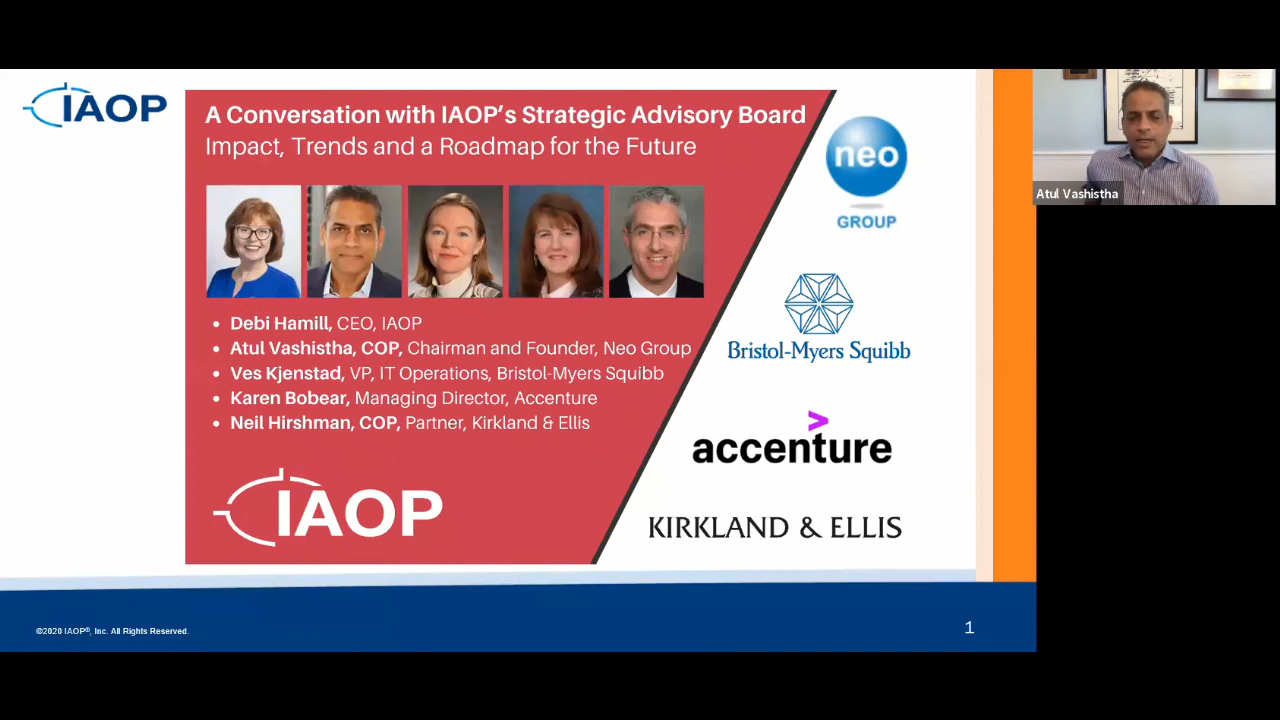 IAOP
A Conversation with IAOP's Strategic Advisory Board
Impact, Trends and a Roadmap for the Future
• Debi Hamill, CEO, IAOP
• Atul Vashistha, COP, Chairman and Founder, Neo Group
• Ves Kjenstad, VP, IT Operations, Bristol-Myers Squibb
• Karen Bobear, Managing Director, Accenture
• Neil Hirshman, COP, Partner, Kirkland & Ellis
IAOP
neo
GROUP
Bristol-Myers Squibb
accenture
KIRKLAND & ELLIS
©2020 IAOP®, Inc. All Rights Reserved.
1
Atul Vashistha